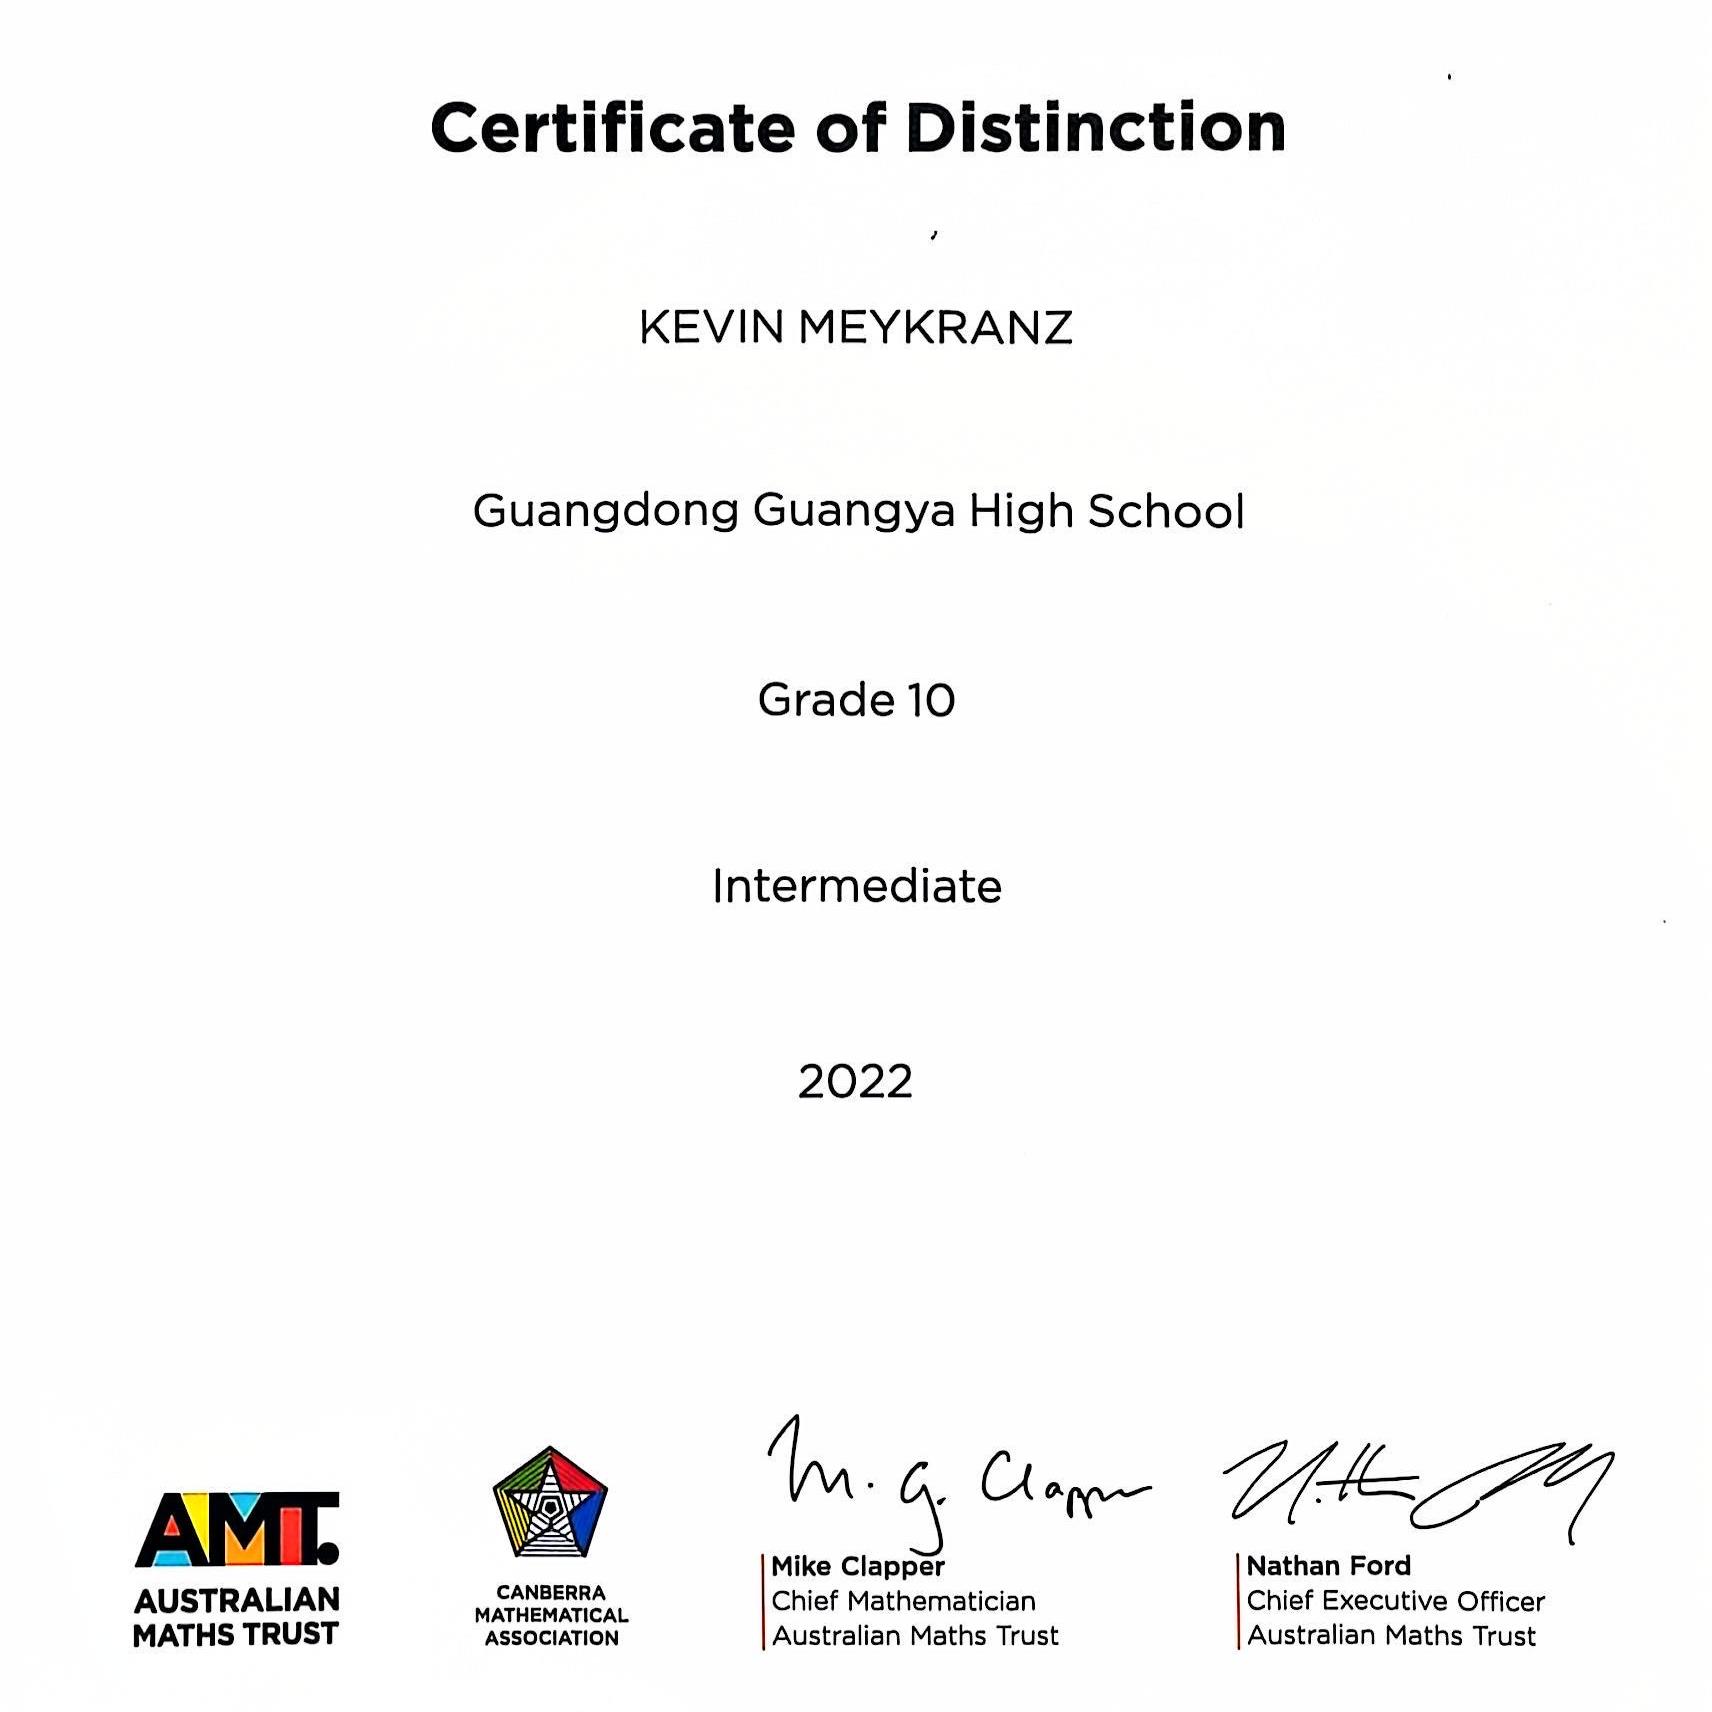 Certificate of Distinction
KEVIN MEYKRANZ
Guangdong Guangya High School
Grade 10
Intermediate
2022
M. G. Clapper
AMT.
AUSTRALIAN
MATHS TRUST
CANBERRA
MATHEMATICAL
ASSOCIATION
Mike Clapper
Chief Mathematician
Australian Maths Trust
Nathan Ford
Chief Executive Officer
Australian Maths Trust